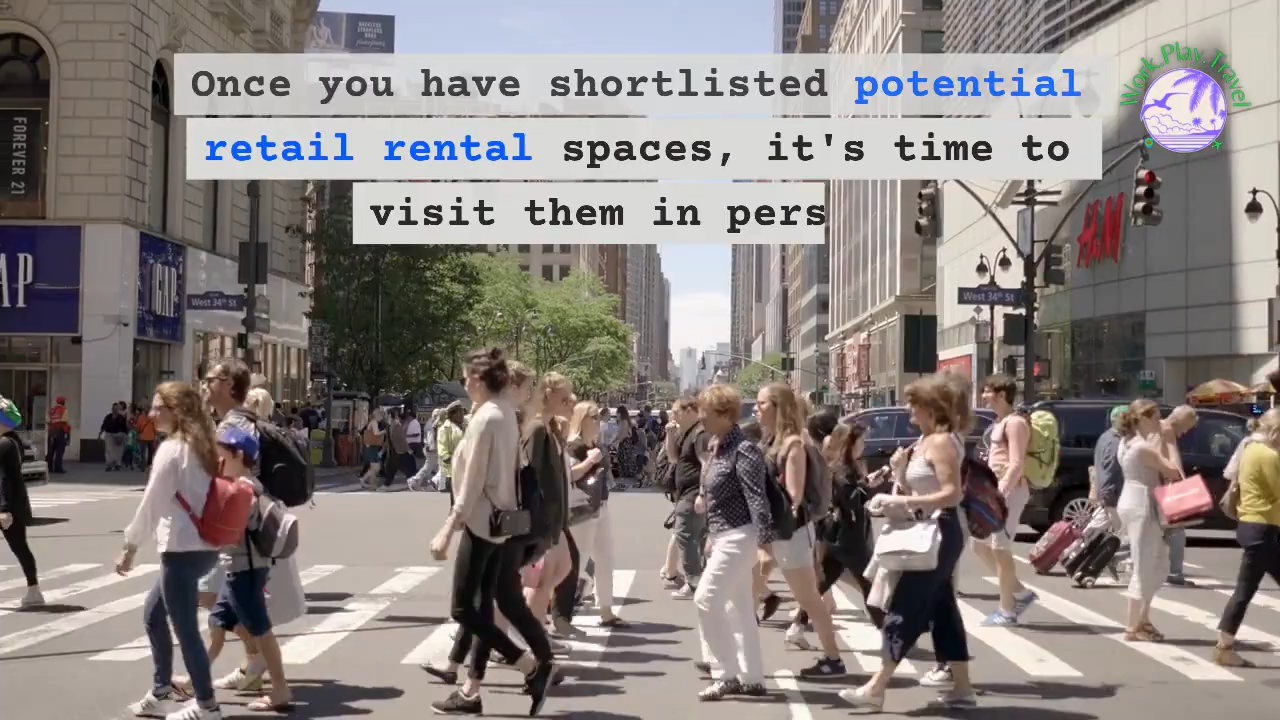 Once you have shortlisted potential
retail rental spaces, it's time to
visit them in pers
Work.Play.Travel
FOREVER 21
AP
GAP
West 34th St
West 34th St
H&M